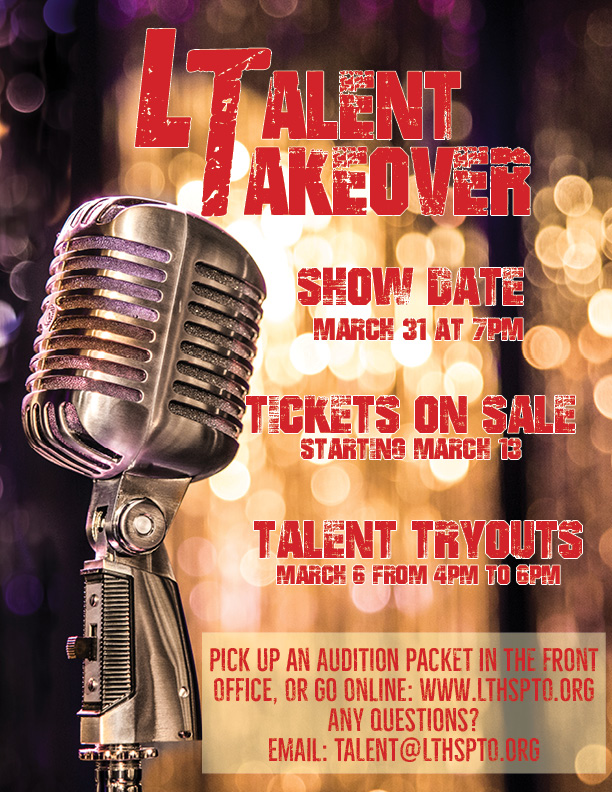 LTALENT
TAKEOVER
SHOW DATE
MARCH 31 AT 7PM
TICKETS ON SALE
STARTING MARCH 13
TALENT TRYOUTS
MARCH 6 FROM 4PM TO 6PM
PICK UP AN AUDITION PACKET IN THE FRONT
OFFICE, OR GO ONLINE: WWW.LTHSPTO.ORG
ANY QUESTIONS?
EMAIL: TALENT@LTHSPTO.ORG